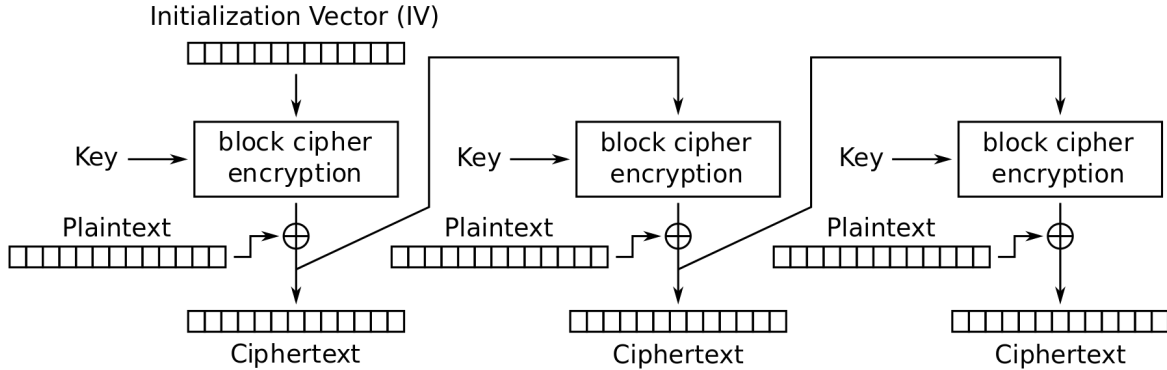 Initialization Vector (IV)
Key
block cipher
encryption
Plaintext
Ciphertext
Key
block cipher
encryption
Plaintext
Ciphertext
Key
block cipher
encryption
Plaintext
Ciphertext